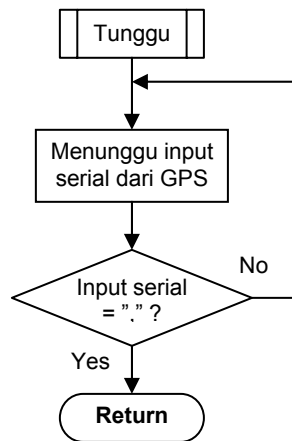 Tunggu
Menunggu input
serial dari GPS
Input serial
= ”,” ?
No
Yes
Return